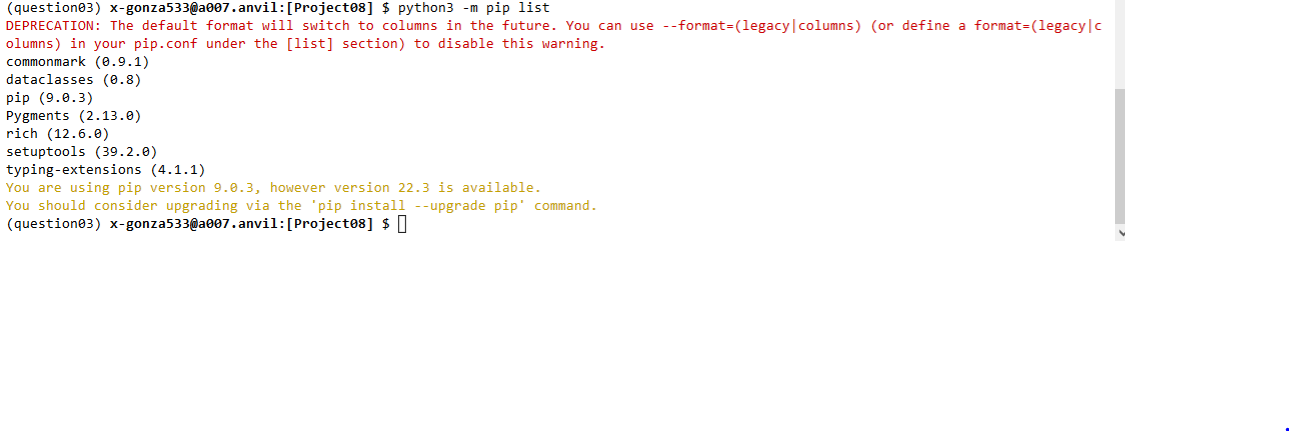 (question03) x-gonza533@a007.anvil:[Project08] $ python3 -m pip list
DEPRECATION: The default format will switch to columns in the future. You can use --format=(legacy|columns) (or define a format=(legacy|c
olumns) in your pip.conf under the [list] section) to disable this warning.
commonmark (0.9.1)
dataclasses (0.8)
pip (9.0.3)
Pygments (2.13.0)
rich (12.6.0)
setuptools (39.2.0)
typing-extensions (4.1.1)
You are using pip version 9.0.3, however version 22.3 is available.
You should consider upgrading via the 'pip install --upgrade pip' command.
(question03) x-gonza533@a007.anvil:[Project08] $